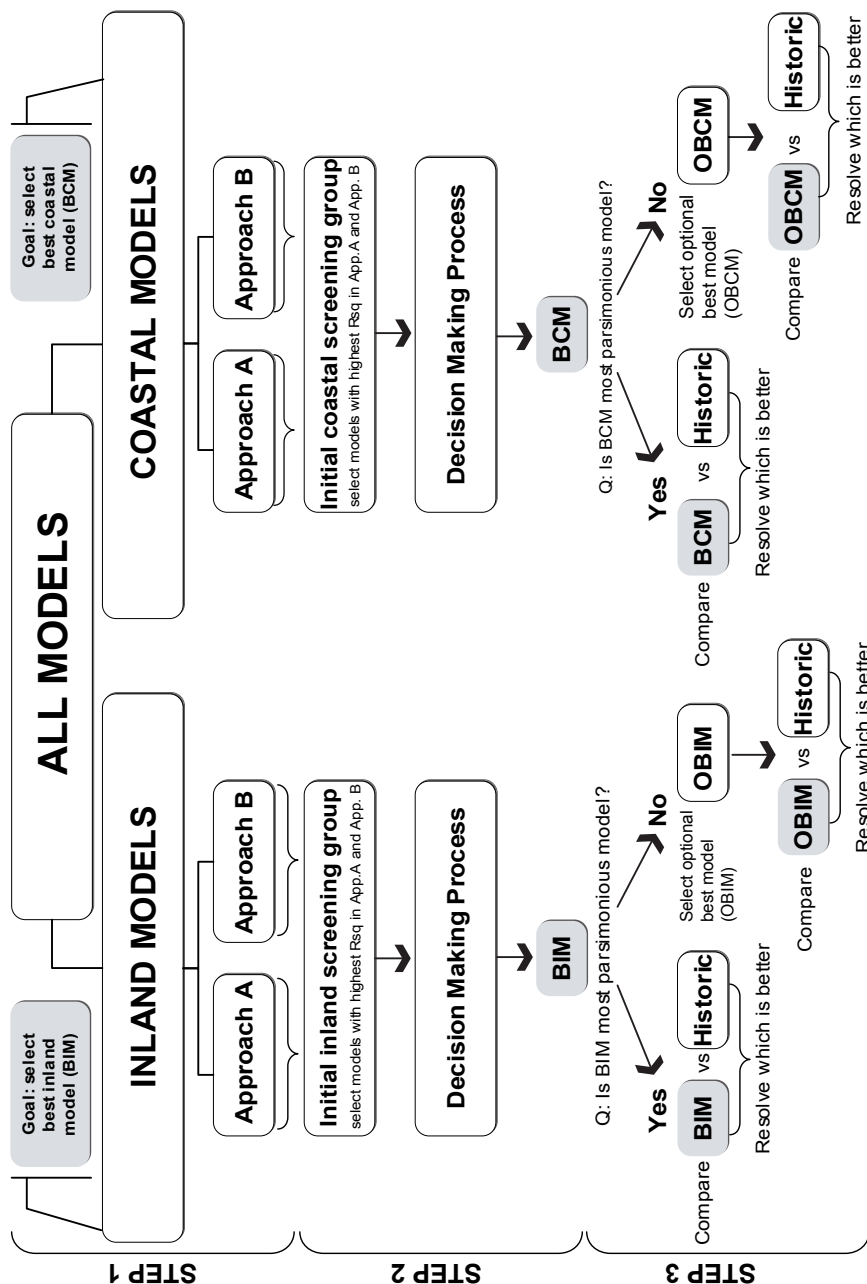 ALL MODELS
Goal: select
best inland
model (BIM)
Goal: select
best coastal
model (BCM)
STEP 1
INLAND MODELS
COASTAL MODELS
Approach A
Approach B
Approach A
Approach B
STEP 2
Initial inland screening group
select models with highest Rsq in App.A and App. B
Initial coastal screening group
select models with highest Rsq in App.A and App. B
Decision Making Process
Decision Making Process
BIM
BCM
STEP 3
Q: Is BIM most parsimonious model?
Yes
No
Compare BIM vs Historic
Resolve which is better
Select optional
best model
(OBIM)
OBIM
Compare OBIM vs Historic
Resolve which is better
Q: Is BCM most parsimonious model?
Yes
No
Compare BCM vs Historic
Resolve which is better
Select optional
best model
(OBCM)
OBCM
Compare OBCM vs Historic
Resolve which is better